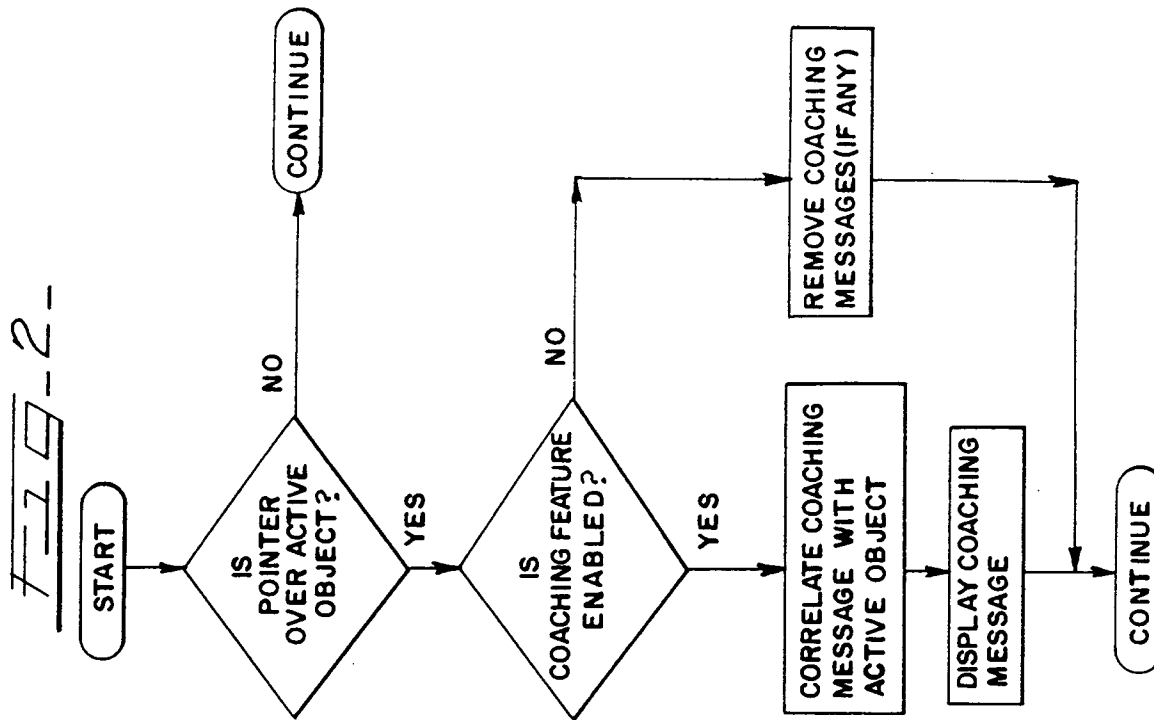 Fig-2-
START
IS
POINTER
OVER ACTIVE
OBJECT?
NO
CONTINUE
YES
IS
COACHING FEATURE
ENABLED?
NO
YES
CORRELATE COACHING
MESSAGE WITH
ACTIVE OBJECT
REMOVE COACHING
MESSAGES(IF ANY)
DISPLAY COACHING
MESSAGE
CONTINUE